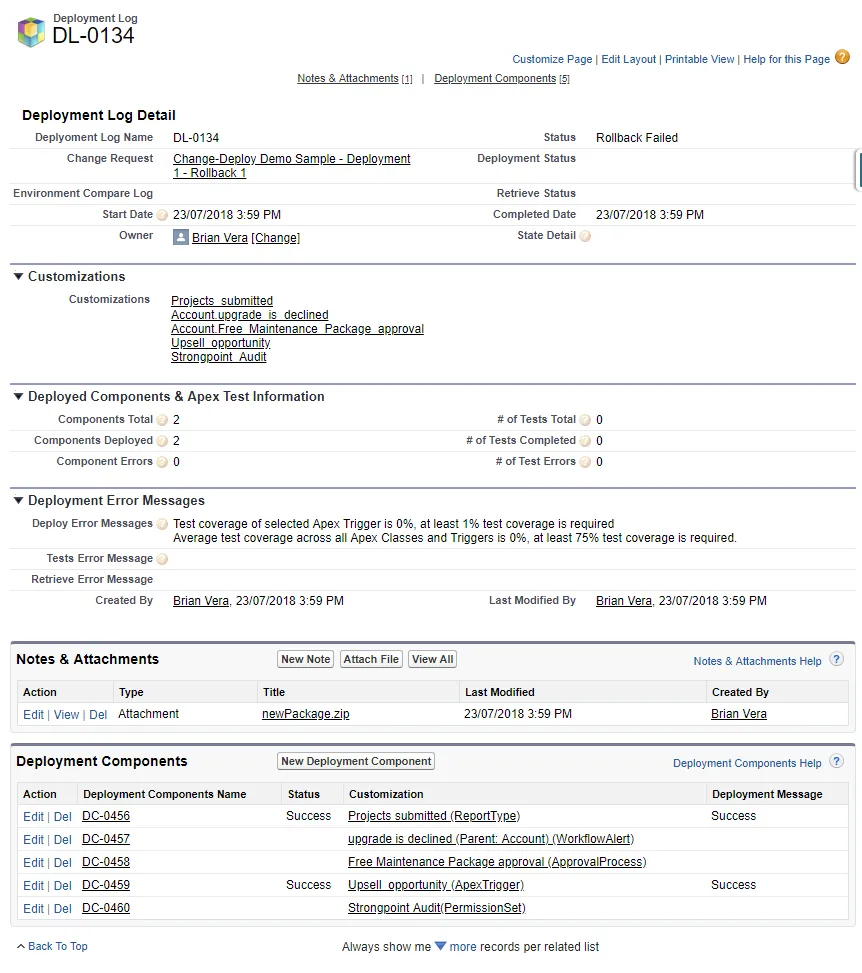 Deployment Log
DL-0134
Customize Page | Edit Layout | Printable View | Help for this Page ?
Notes & Attachments [1] | Deployment Components [5]
Deployment Log Detail
Deplyoment Log Name DL-0134 Status Rollback Failed
Change Request Change-Deploy Demo Sample - Deployment Deployment Status
1 - Rollback 1
Environment Compare Log Retrieve Status
Start Date ? 23/07/2018 3:59 PM Completed Date 23/07/2018 3:59 PM
Owner Brian Vera [Change] State Detail ?
Customizations
Customizations Projects_submitted
Account.upgrade_is_declined
Account.Free_Maintenance_Package_approval
Upsell_opportunity
Strongpoint_Audit
Deployed Components & Apex Test Information
Components Total ? 2 # of Tests Total ? 0
Components Deployed ? 2 # of Tests Completed ? 0
Component Errors ? 0 # of Test Errors ? 0
Deployment Error Messages
Deploy Error Messages ? Test coverage of selected Apex Trigger is 0%, at least 1% test coverage is required
Average test coverage across all Apex Classes and Triggers is 0%, at least 75% test coverage is required.
Tests Error Message ?
Retrieve Error Message
Created By Brian Vera, 23/07/2018 3:59 PM Last Modified By Brian Vera, 23/07/2018 3:59 PM
Notes & Attachments New Note Attach File View All Notes & Attachments Help ?
Action Type Title Last Modified Created By
Edit | View | Del Attachment newPackage.zip 23/07/2018 3:59 PM Brian Vera
Deployment Components New Deployment Component Deployment Components Help ?
Action Deployment Components Name Status Customization Deployment Message
Edit | Del DC-0456 Success Projects submitted (ReportType) Success
Edit | Del DC-0457 upgrade is declined (Parent: Account) (WorkflowAlert)
Edit | Del DC-0458 Free Maintenance Package approval (ApprovalProcess)
Edit | Del DC-0459 Success Upsell_opportunity (ApexTrigger) Success
Edit | Del DC-0460 Strongpoint Audit(PermissionSet)
Back To Top Always show me more records per related list